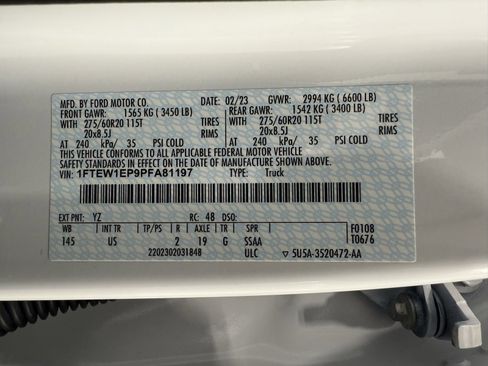 MFD. BY FORD MOTOR CO. DATE: 02/23 GVWR: 2994 KG ( 6600 LB)
FRONT GAWR: 1565 KG ( 3450 LB) REAR GAWR: 1542 KG ( 3400 LB)
WITH 275/60R20 115T TIRES WITH 275/60R20 115T TIRES
20x8.5J RIMS 20x8.5J RIMS
AT 240 kPa/ 35 PSI COLD AT 240 kPa/ 35 PSI COLD
THIS VEHICLE CONFORMS TO ALL APPLICABLE FEDERAL MOTOR VEHICLE
SAFETY STANDARDS IN EFFECT ON THE DATE OF MANUFACTURE SHOWN ABOVE.
VIN: 1FTEW1EP9PFA81197 TYPE: Truck
EXT PNT: YZ RC: 48 DSO: F0108
WB INT TR TP/PS R AXLE TR SPR T0676
145 US 2 19 G SSAA
2202302031848 ULC 5U5A-3520472-AA